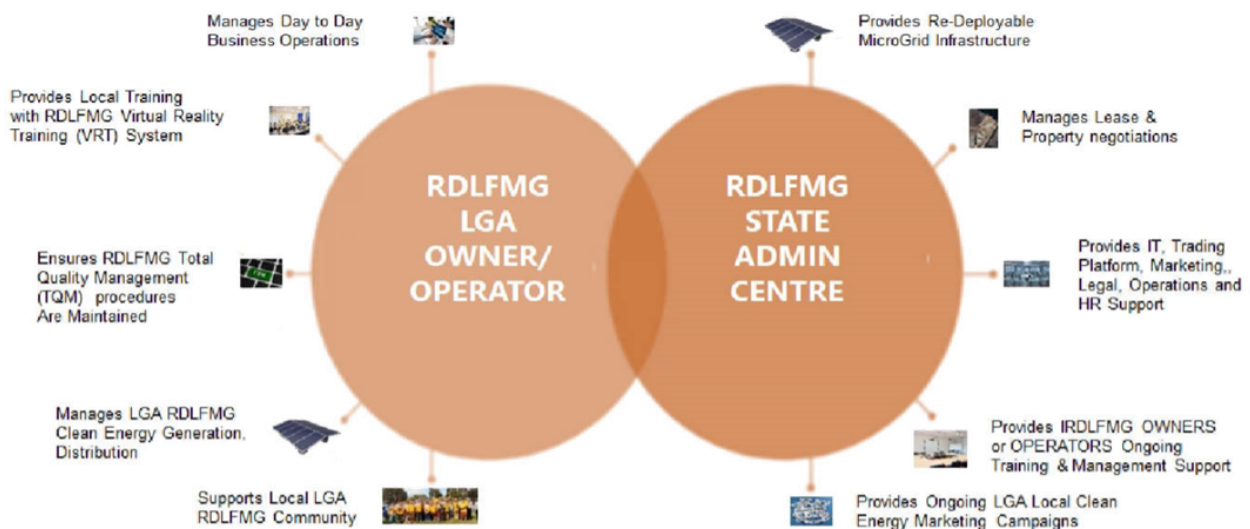 Manages Day to Day
Business Operations
Provides Local Training
with RDLFMG Virtual Reality
Training (VRT) System
Ensures RDLFMG Total
Quality Management
(TQM) procedures
Are Maintained
Manages LGA RDLFMG
Clean Energy Generation,
Distribution
Supports Local LGA
RDLFMG Community
RDLFMG
LGA
OWNER/
OPERATOR
RDLFMG
STATE
ADMIN
CENTRE
Provides Re-Deployable
MicroGrid Infrastructure
Manages Lease &
Property negotiations
Provides IT, Trading
Platform, Marketing,,
Legal, Operations and
HR Support
Provides IRDLFMG OWNERS
or OPERATORS Ongoing
Training & Management Support
Provides Ongoing LGA Local Clean
Energy Marketing Campaigns